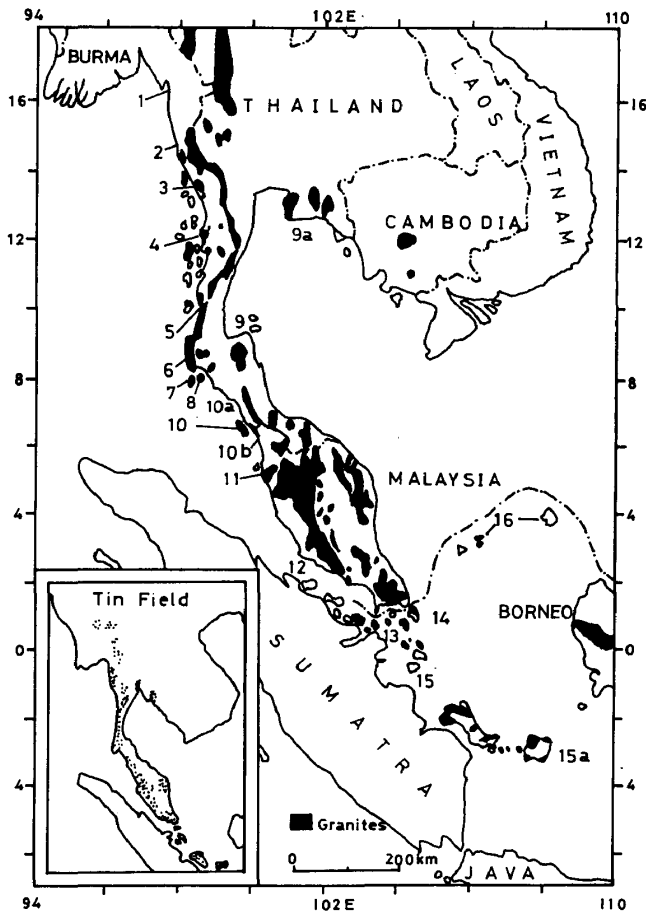 94
102E
110
18
BURMA
1
16
THAILAND
LAOS
VIETNAM
16
2
3
CAMBODIA
9a
4
12
12
5
9
6
8
7
8
10a
8
10
10b
11
MALAYSIA
4
16
4
12
Tin Field
14
BORNEO
13
0
0
SUMATRA
15
15a
4
4
Granites
0
200km
JAVA
94
102E
110